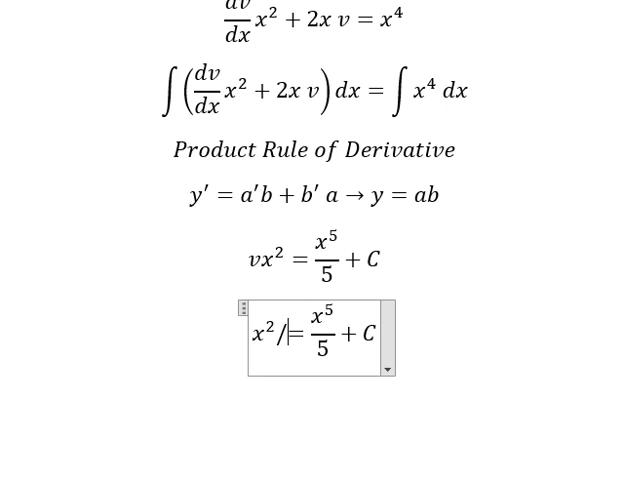 dv/dx x² + 2x v = x⁴
∫(dv/dx x² + 2x v) dx = ∫ x⁴ dx
Product Rule of Derivative
y′ = a′b + b′ a → y = ab
vx² = x⁵/5 + C
x²/= x⁵/5 + C